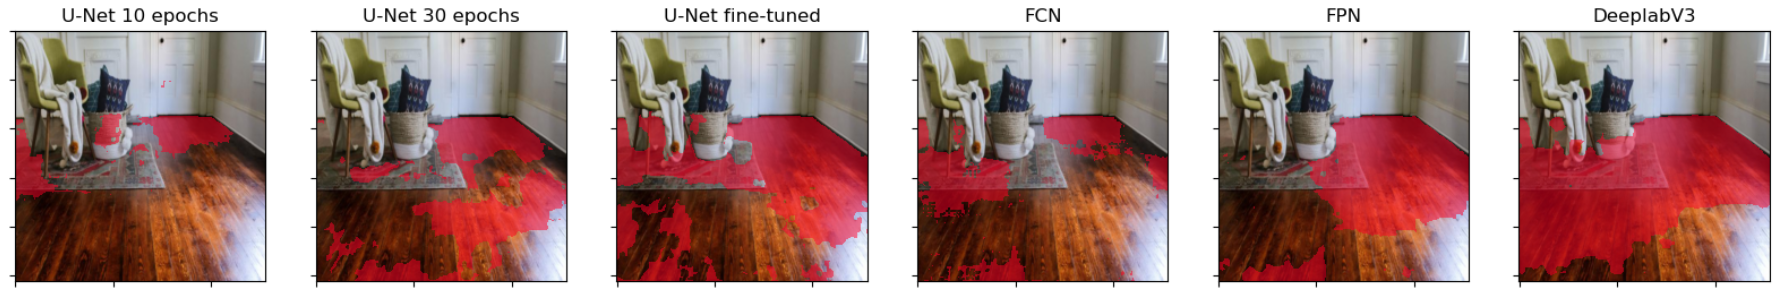 U-Net 10 epochs
U-Net 30 epochs
U-Net fine-tuned
FCN
FPN
DeeplabV3